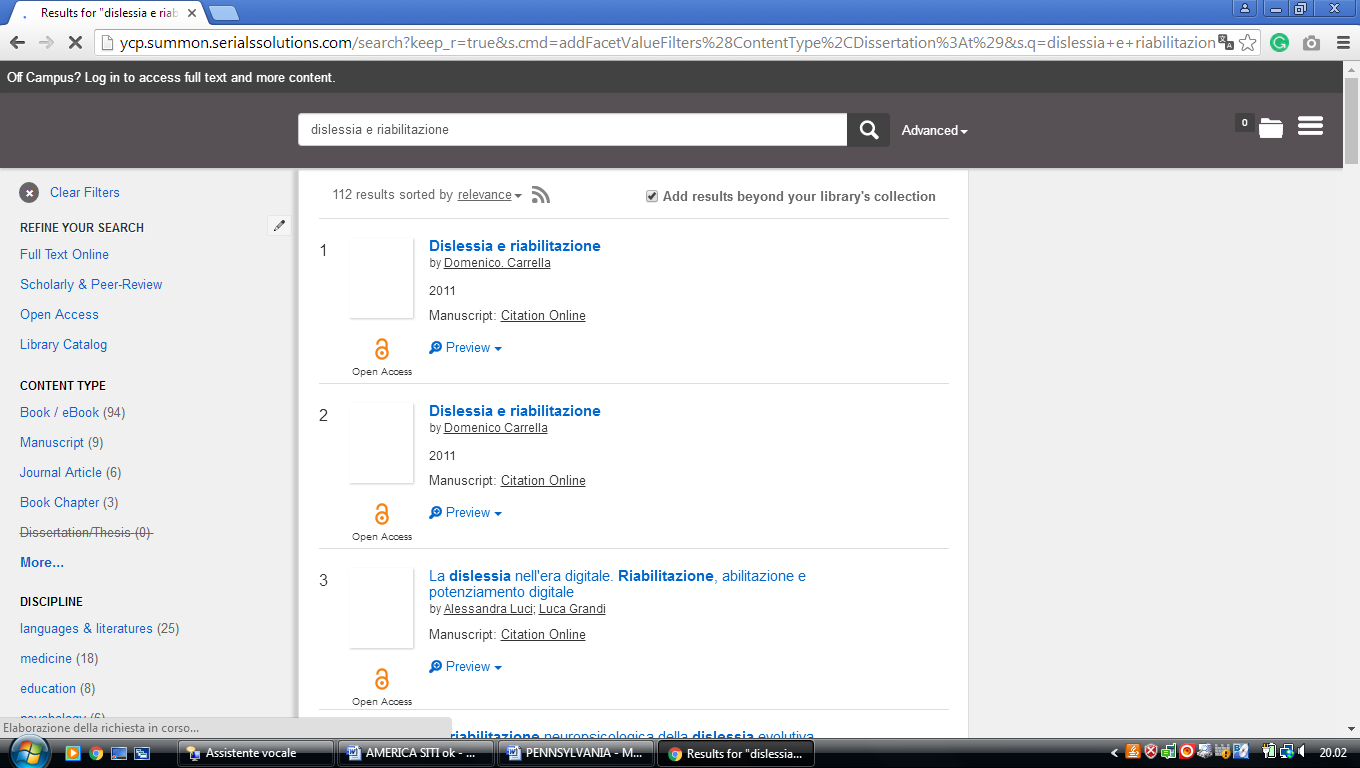 Results for "dislessia e riab
ycp.summon.serialssolutions.com/search?keep_r=true&s.cmd=addFacetValueFilters%28ContentType%2CDissertation%3At%29&s.q=dislessia+e+riabilitazion
Off Campus? Log in to access full text and more content.
dislessia e riabilitazione
Advanced
0
Clear Filters
REFINE YOUR SEARCH
Full Text Online
Scholarly & Peer-Review
Open Access
Library Catalog
CONTENT TYPE
Book / eBook (94)
Manuscript (9)
Journal Article (6)
Book Chapter (3)
Dissertation/Thesis (0)
More...
DISCIPLINE
languages & literatures (25)
medicine (18)
education (8)
psychology (6)
112 results sorted by relevance
Add results beyond your library's collection
1
Dislessia e riabilitazione
by Domenico. Carrella
2011
Manuscript: Citation Online
Preview
Open Access
2
Dislessia e riabilitazione
by Domenico Carrella
2011
Manuscript: Citation Online
Preview
Open Access
3
La dislessia nell'era digitale. Riabilitazione, abilitazione e
potenziamento digitale
by Alessandra Luci; Luca Grandi
Manuscript: Citation Online
Preview
Open Access
riabilitazione neuropsicologica della dislessia evolutiva
Elaborazione della richiesta in corso...
Assistente vocale
AMERICA SITI ok - ...
PENNSYLVANIA - M...
Results for "dislessia...
20.02